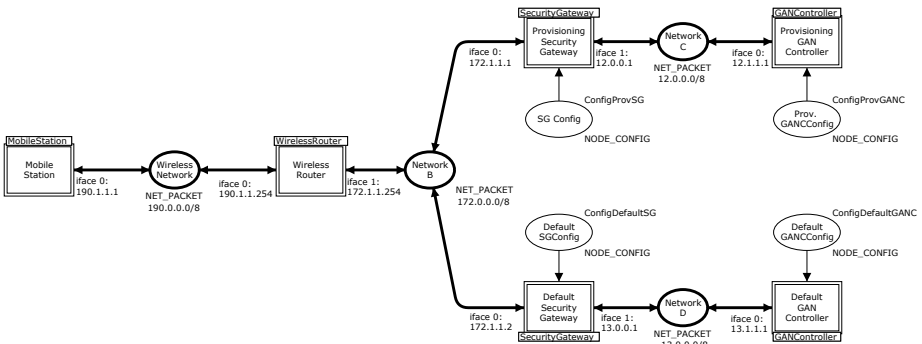 SecurityGateway
GANController
Provisioning
Security
Gateway
iface 0:
172.1.1.1
iface 1:
12.0.0.1
Network
C
NET_PACKET
12.0.0.0/8
iface 0:
12.1.1.1
Provisioning
GAN
Controller
ConfigProvSG
SG Config
NODE_CONFIG
ConfigProvGANC
Prov.
GANCConfig
NODE_CONFIG
MobileStation
Mobile
Station
iface 0:
190.1.1.1
Wireless
Network
NET_PACKET
190.0.0.0/8
iface 0:
190.1.1.254
WirelessRouter
Wireless
Router
iface 1:
172.1.1.254
Network
B
NET_PACKET
172.0.0.0/8
ConfigDefaultSG
Default
SGConfig
NODE_CONFIG
ConfigDefaultGANC
Default
GANCConfig
NODE_CONFIG
iface 0:
172.1.1.2
Default
Security
Gateway
SecurityGateway
iface 1:
13.0.0.1
Network
D
NET_PACKET
13.0.0.0/8
iface 0:
13.1.1.1
Default
GAN
Controller
GANController